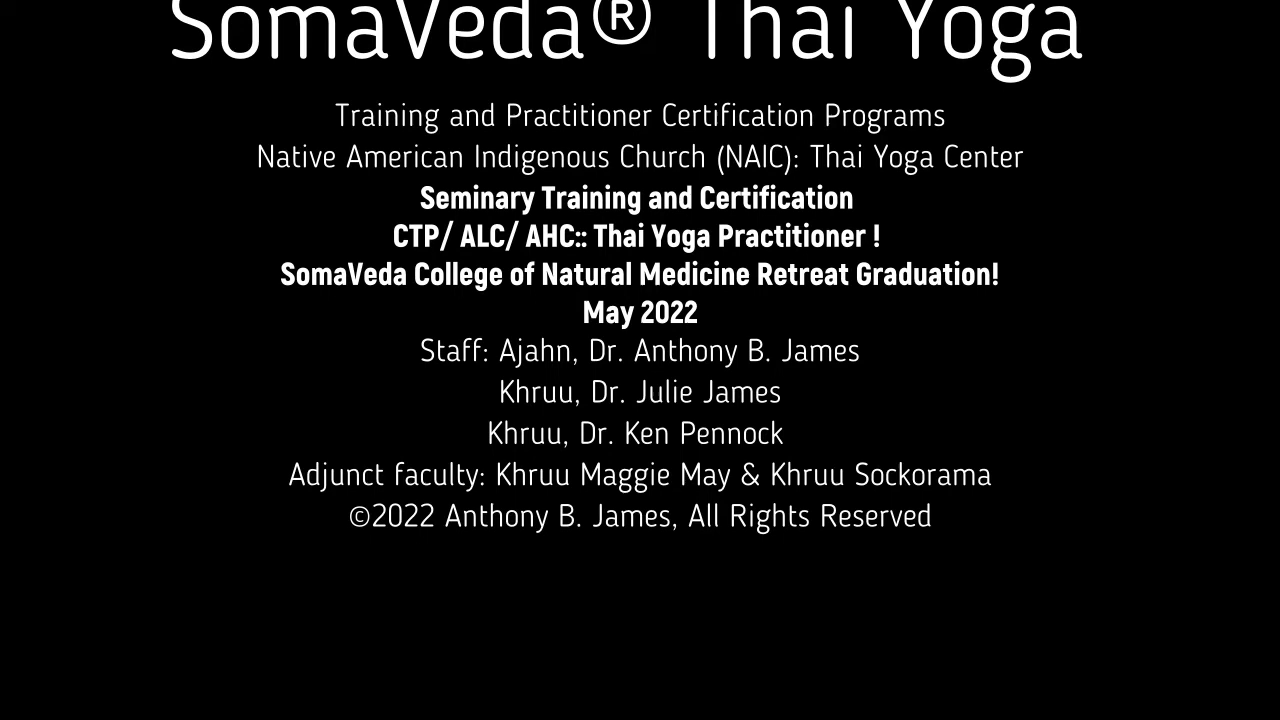 SomaVeda® Thai Yoga
Training and Practitioner Certification Programs
Native American Indigenous Church (NAIC): Thai Yoga Center
Seminary Training and Certification
CTP/ ALC/ AHC:: Thai Yoga Practitioner !
SomaVeda College of Natural Medicine Retreat Graduation!
May 2022
Staff: Ajahn, Dr. Anthony B. James
Khruu, Dr. Julie James
Khruu, Dr. Ken Pennock
Adjunct faculty: Khruu Maggie May & Khruu Sockorama
©2022 Anthony B. James, All Rights Reserved